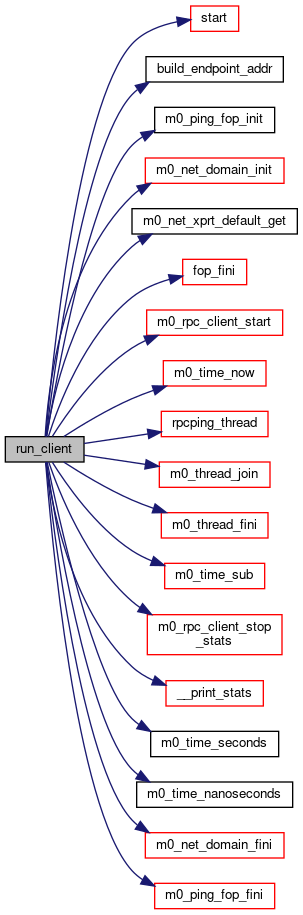 start
build_endpoint_addr
m0_ping_fop_init
m0_net_domain_init
m0_net_xprt_default_get
fop_fini
m0_rpc_client_start
m0_time_now
rpcping_thread
run_client
m0_thread_join
m0_thread_fini
m0_time_sub
m0_rpc_client_stop
_stats
__print_stats
m0_time_seconds
m0_time_nanoseconds
m0_net_domain_fini
m0_ping_fop_fini